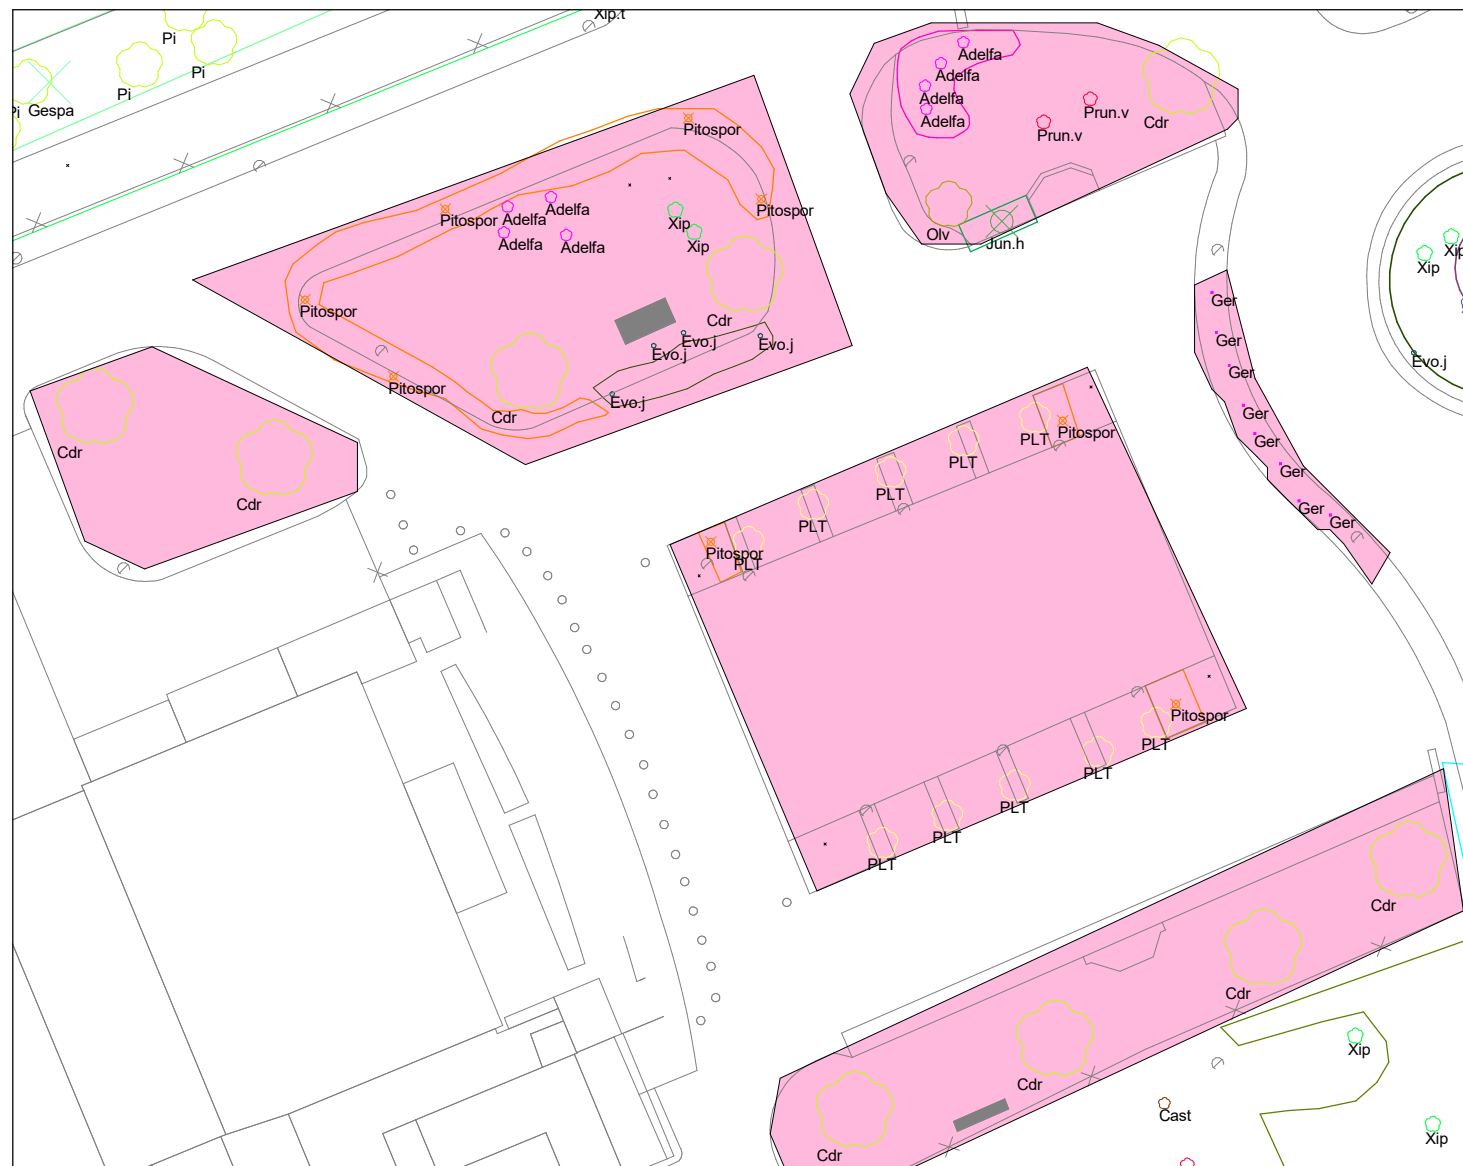 Xip.t
Pi
Pi
Pi
Pi
Gespa
Adelfa
Adelfa
Adelfa
Adelfa
Prun.v
Prun.v
Cdr
Olv
Jun.h
Pitospor
Pitospor
Pitospor
Pitospor
Pitospor
Adelfa
Adelfa
Adelfa
Adelfa
Xip
Xip
Cdr
Evo.j
Evo.j
Evo.j
Evo.j
Cdr
Cdr
Cdr
Ger
Ger
Ger
Ger
Ger
Ger
Ger
Ger
Xip
Xip
Evo.j
Pitospor
PLT
PLT
PLT
PLT
Pitospor
PLT
Pitospor
PLT
PLT
PLT
PLT
PLT
Cdr
Cdr
Cdr
Cdr
Xip
Cast
Xip